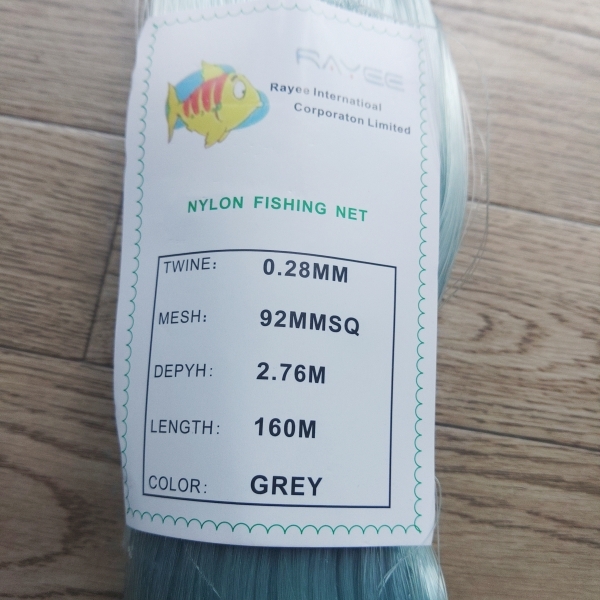 RAYEE
Rayee Internatioal
Corporaton Limited
NYLON FISHING NET
TWINE: 0.28MM
MESH: 92MMSQ
DEPYH: 2.76M
LENGTH: 160M
COLOR: GREY